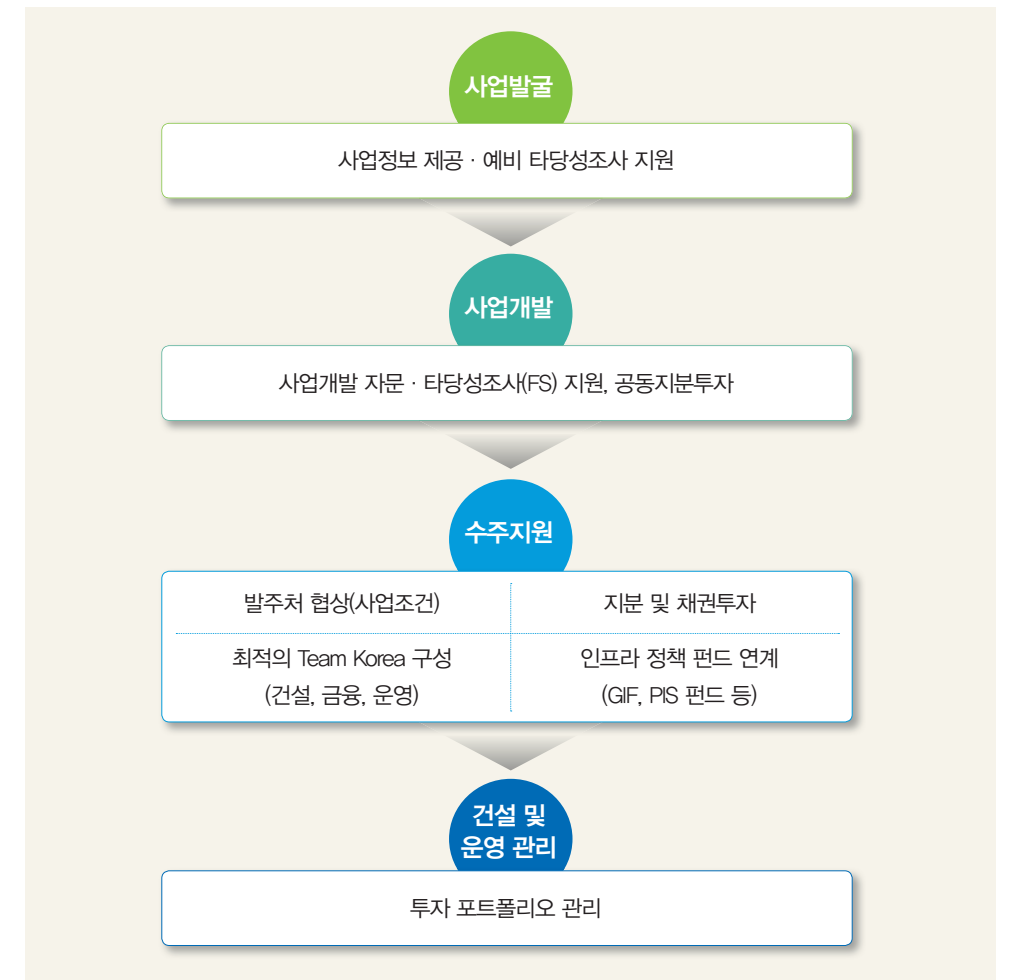 사업발굴
사업정보 제공 · 예비 타당성조사 지원
사업개발
사업개발 자문 · 타당성조사(FS) 지원, 공동지분투자
수주지원
발주처 협상(사업조건)
지분 및 채권투자
최적의 Team Korea 구성
(건설, 금융, 운영)
인프라 정책 펀드 연계
(GIF, PIS 펀드 등)
건설 및
운영 관리
투자 포트폴리오 관리